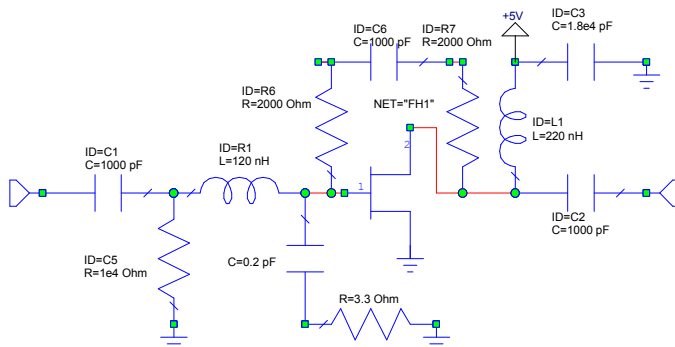 ID=C6
C=1000 pF
ID=R7
R=2000 Ohm
+5V
ID=C3
C=1.8e4 pF
ID=R6
R=2000 Ohm
NET="FH1"
ID=L1
L=220 nH
ID=C1
C=1000 pF
ID=R1
L=120 nH
2
1
ID=C2
C=1000 pF
ID=C5
R=1e4 Ohm
C=0.2 pF
R=3.3 Ohm